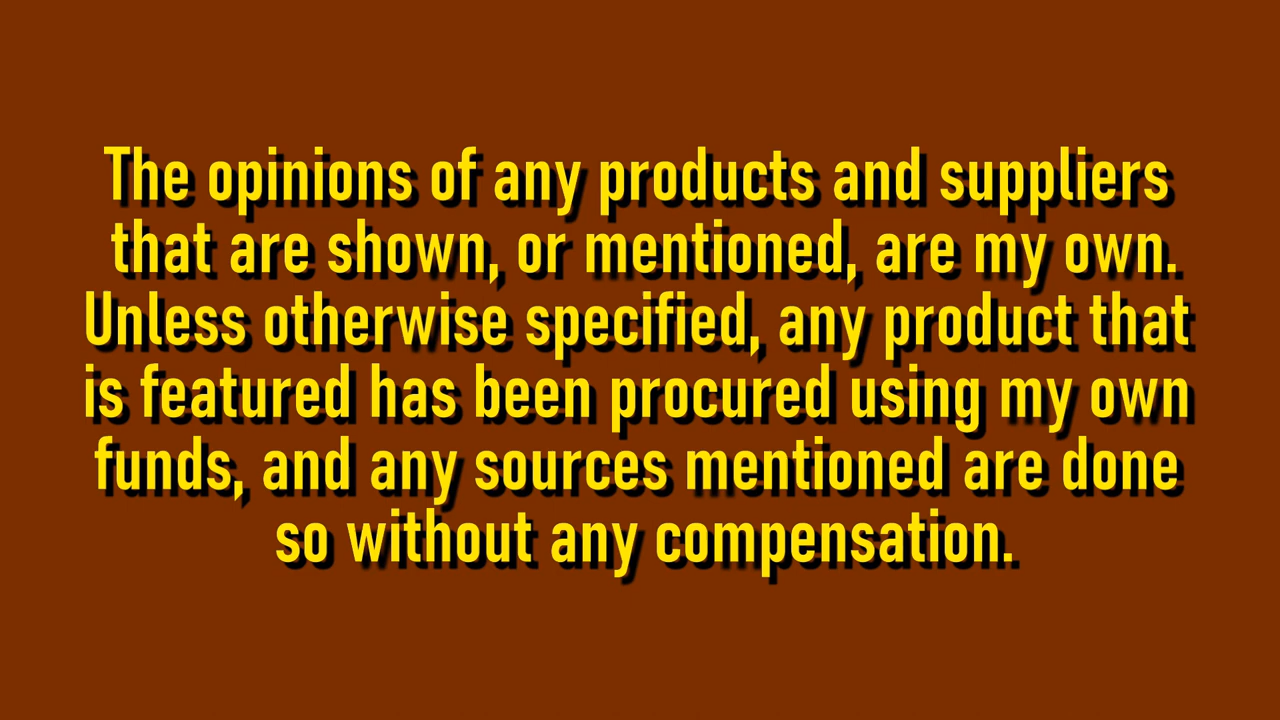 The opinions of any products and suppliers
that are shown, or mentioned, are my own.
Unless otherwise specified, any product that
is featured has been procured using my own
funds, and any sources mentioned are done
so without any compensation.